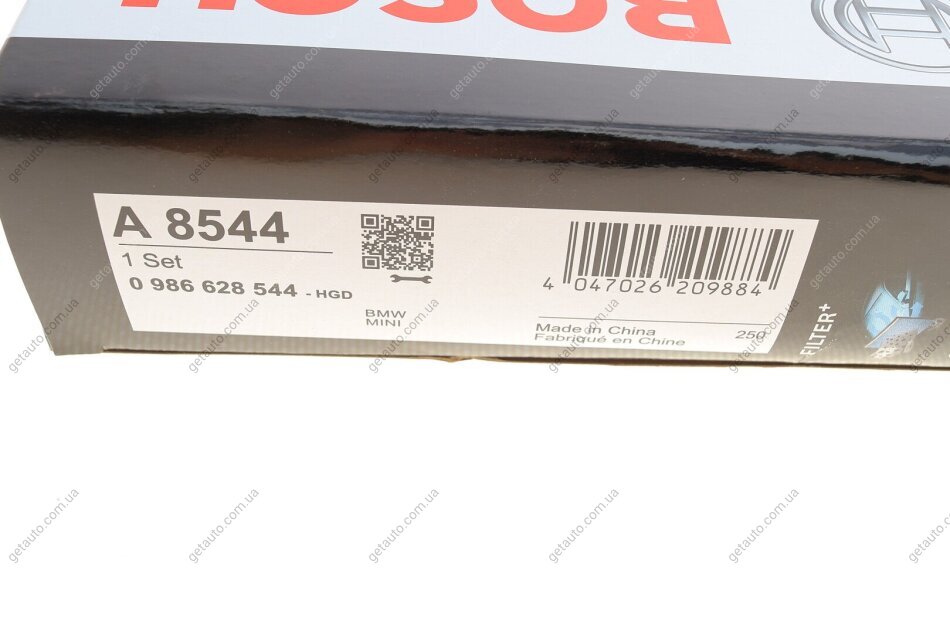 BOSCH
A 8544
1 Set
0 986 628 544 - HGD
BMW
MINI
4 047026 209884
Made in China
Fabriqué en Chine
250
FILTER+
getauto.com.ua